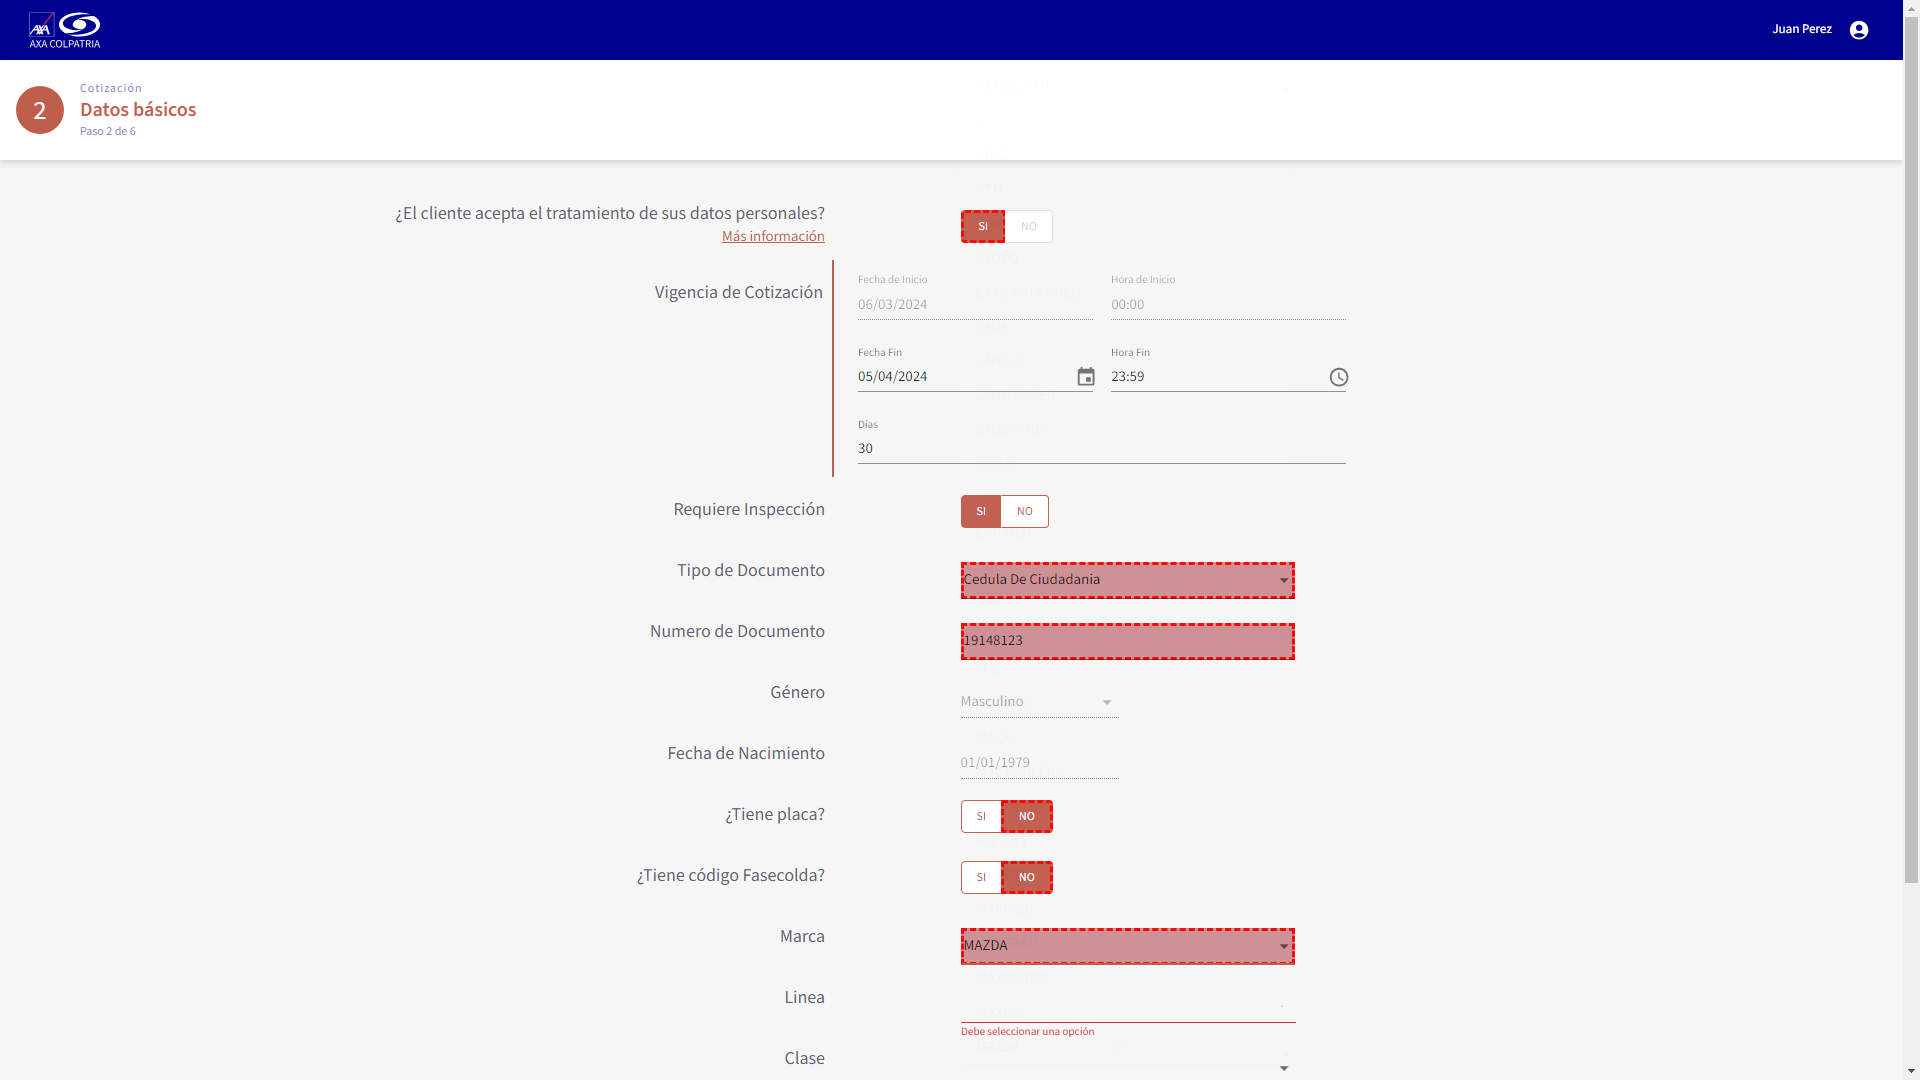 AXA
AXA COLPATRIA
Juan Perez
2
Cotización
Datos básicos
Paso 2 de 6
¿El cliente acepta el tratamiento de sus datos personales?
Más información
SI NO
Vigencia de Cotización
Fecha de Inicio Hora de Inicio
06/03/2024 00:00
Fecha Fin Hora Fin
05/04/2024 23:59
Días
30
Requiere Inspección
SI NO
Tipo de Documento
Cedula De Ciudadania
Numero de Documento
19148123
Género
Masculino
Fecha de Nacimiento
01/01/1979
¿Tiene placa?
SI NO
¿Tiene código Fasecolda?
SI NO
Marca
MAZDA
Linea
Debe seleccionar una opción
Clase